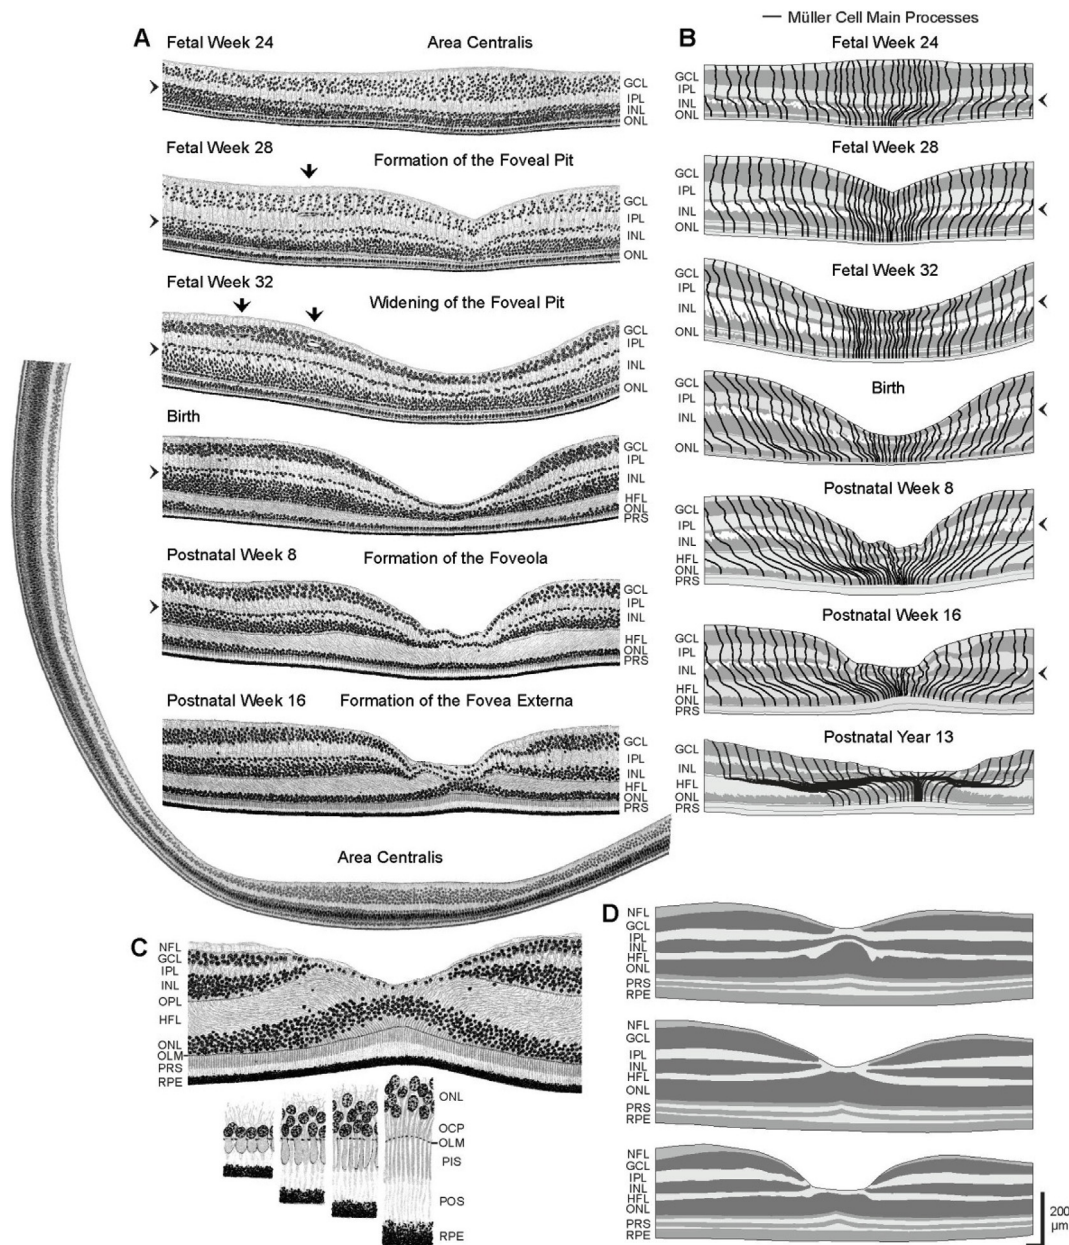 A
Fetal Week 24 Area Centralis
GCL
IPL
INL
ONL
Fetal Week 28 Formation of the Foveal Pit
GCL
IPL
INL
ONL
Fetal Week 32 Widening of the Foveal Pit
GCL
IPL
INL
ONL
Birth
GCL
IPL
INL
HFL
ONL
PRS
Postnatal Week 8 Formation of the Foveola
GCL
IPL
INL
HFL
ONL
PRS
Postnatal Week 16 Formation of the Fovea Externa
GCL
IPL
INL
HFL
ONL
PRS
Area Centralis
B
Müller Cell Main Processes
Fetal Week 24
GCL
IPL
INL
ONL
Fetal Week 28
GCL
IPL
INL
ONL
Fetal Week 32
GCL
IPL
INL
ONL
Birth
GCL
IPL
INL
ONL
Postnatal Week 8
GCL
IPL
INL
HFL
ONL
PRS
Postnatal Week 16
GCL
IPL
INL
HFL
ONL
PRS
Postnatal Year 13
GCL
INL
HFL
ONL
PRS
C
NFL
GCL
IPL
INL
OPL
HFL
ONL
OLM
PRS
RPE
ONL
OCP
OLM
PIS
POS
RPE
D
NFL
GCL
IPL
INL
HFL
ONL
PRS
RPE
NFL
GCL
IPL
INL
HFL
ONL
PRS
RPE
NFL
GCL
IPL
INL
HFL
ONL
PRS
RPE
200
µm